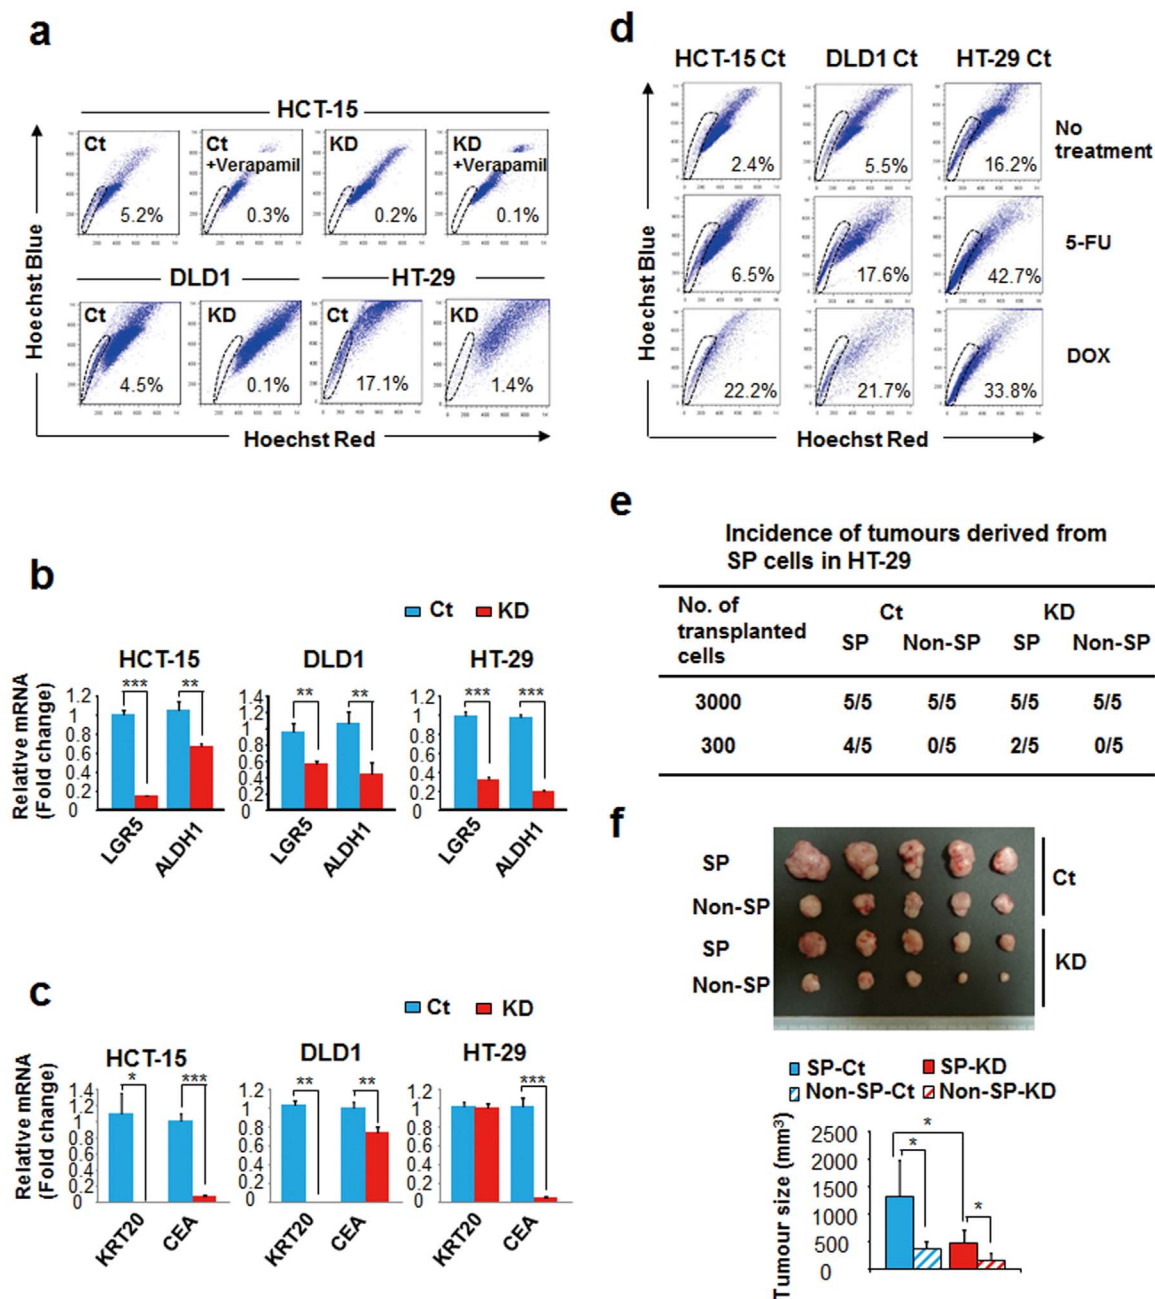 a
HCT-15
Ct
5.2%
Ct
+Verapamil
0.3%
KD
0.2%
KD
+Verapamil
0.1%
DLD1
HT-29
Ct
4.5%
KD
0.1%
Ct
17.1%
KD
1.4%
Hoechst Blue
Hoechst Red
b
Ct KD
HCT-15
DLD1
HT-29
Relative mRNA
(Fold change)
1.2
1
0.8
0.6
0.4
0.2
0
*** **
LGR5 ALDH1
1.2
1
0.8
0.6
0.4
0.2
0
** **
LGR5 ALDH1
1.2
1
0.8
0.6
0.4
0.2
0
*** ***
LGR5 ALDH1
c
Ct KD
HCT-15
DLD1
HT-29
Relative mRNA
(Fold change)
1.4
1.2
1
0.8
0.6
0.4
0.2
0
* ***
KRT20 CEA
1.2
1
0.8
0.6
0.4
0.2
0
** **
KRT20 CEA
1.2
1
0.8
0.6
0.4
0.2
0
***
KRT20 CEA
d
HCT-15 Ct DLD1 Ct HT-29 Ct
2.4% 5.5% 16.2%
No
treatment
6.5% 17.6% 42.7%
5-FU
22.2% 21.7% 33.8%
DOX
Hoechst Blue
Hoechst Red
e
Incidence of tumours derived from
SP cells in HT-29
No. of
transplanted
cells
Ct KD
SP Non-SP SP Non-SP
3000 5/5 5/5 5/5 5/5
300 4/5 0/5 2/5 0/5
f
SP
Non-SP
Ct
SP
Non-SP
KD
SP-Ct SP-KD
Non-SP-Ct Non-SP-KD
Tumour size (mm³)
2500
2000
1500
1000
500
0
*
*
*